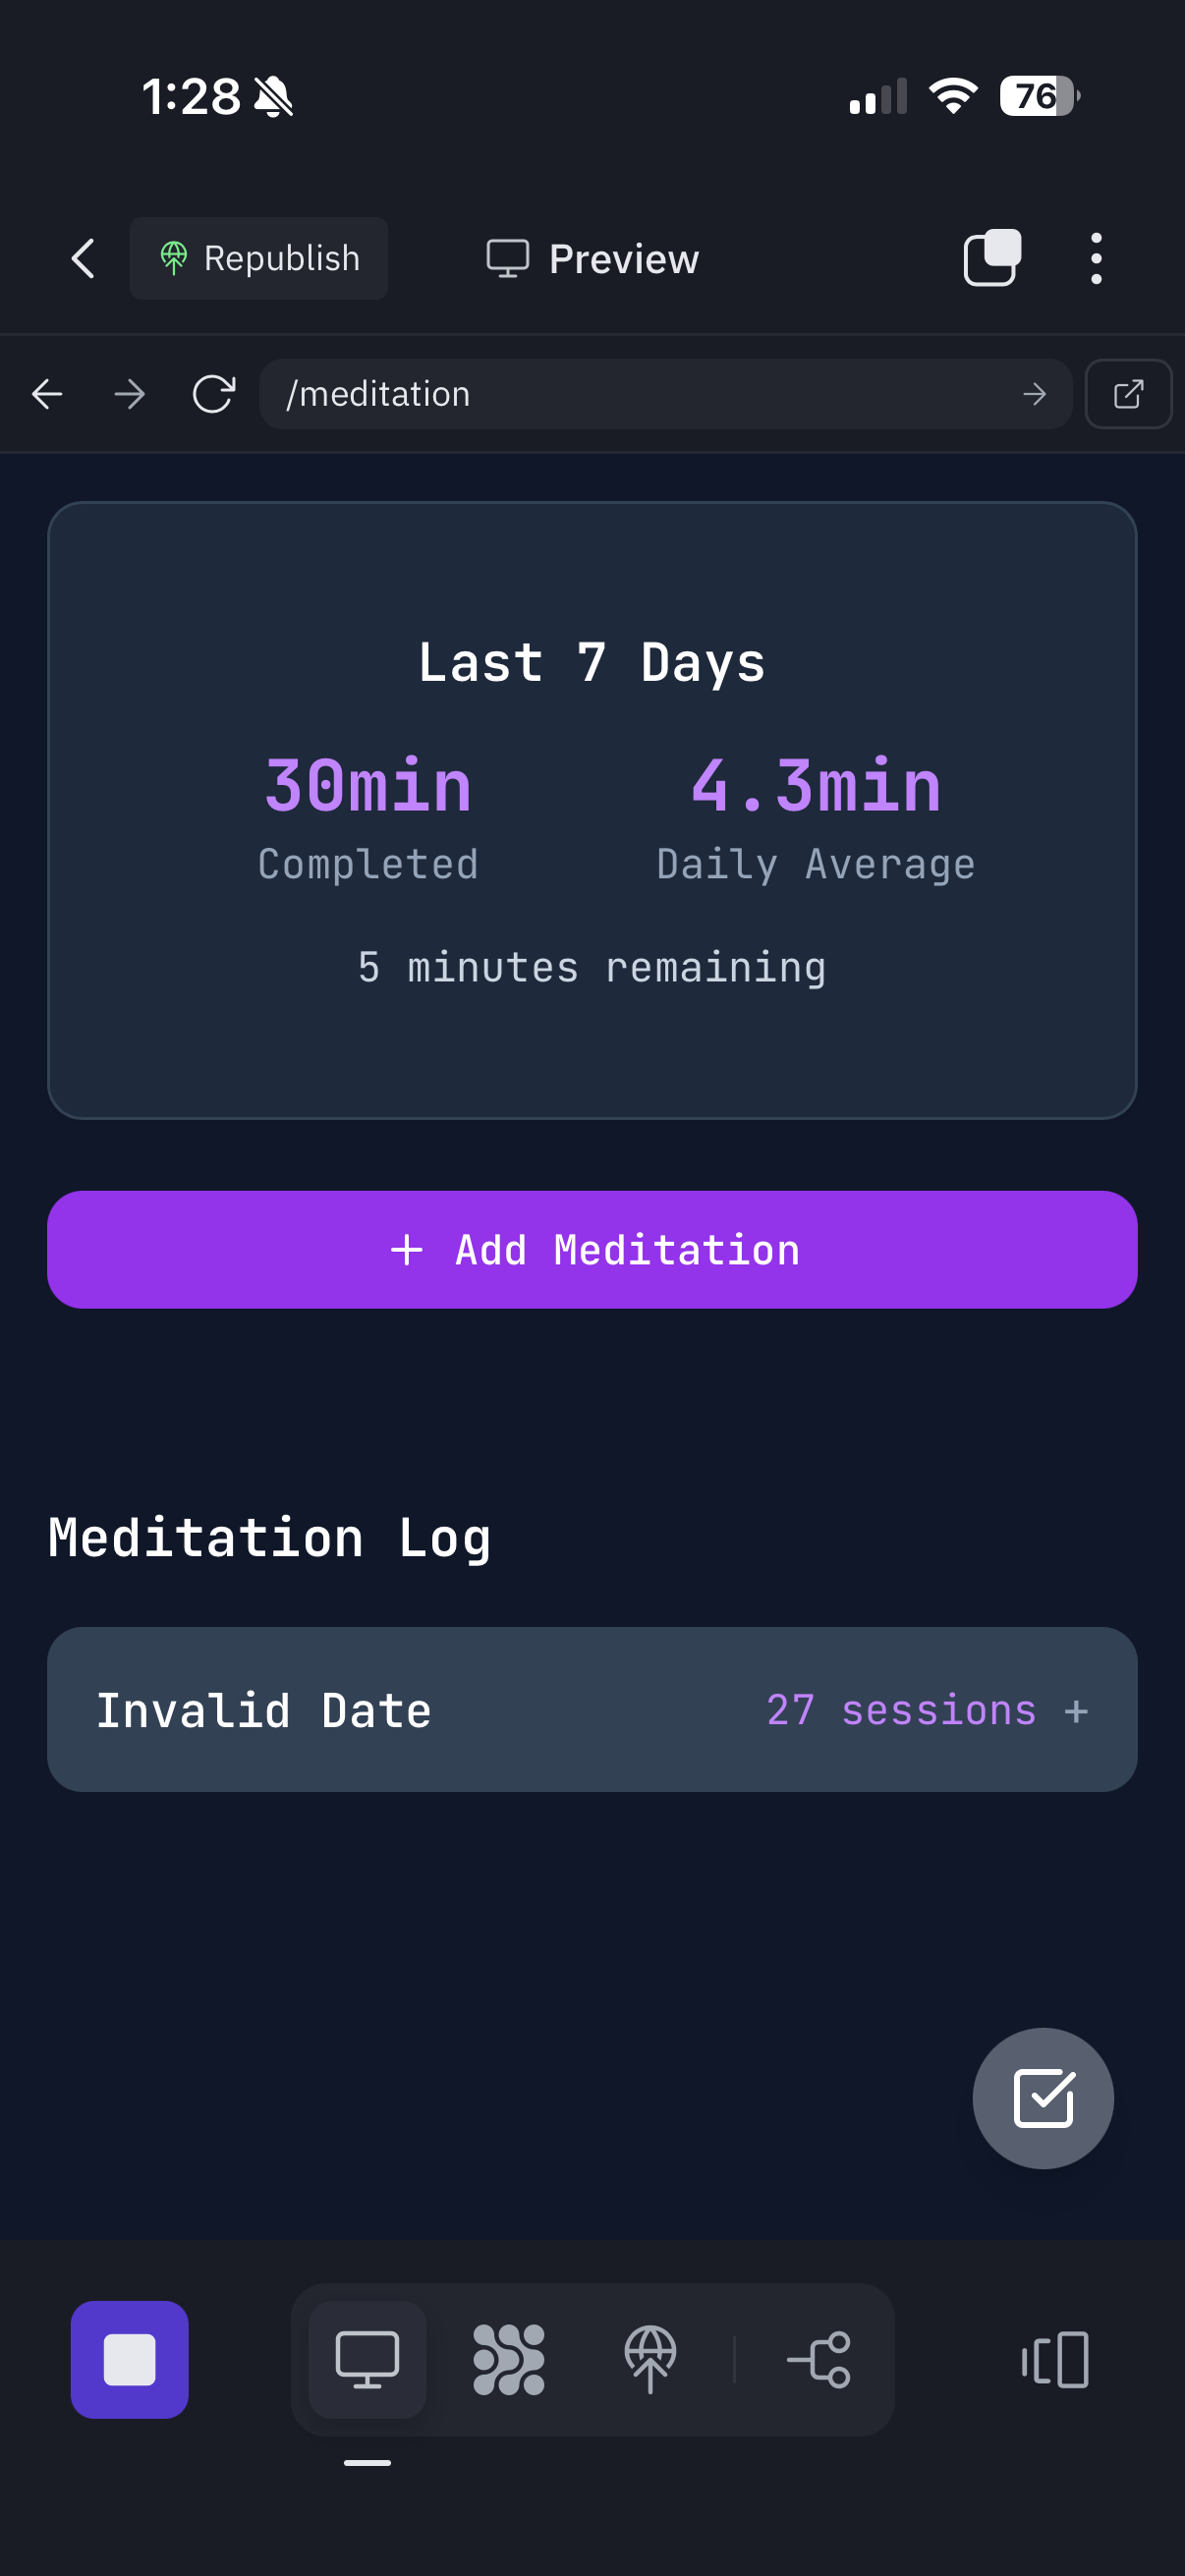 1:28 76
Republish Preview
/meditation
Last 7 Days
30min 4.3min
Completed Daily Average
5 minutes remaining
+ Add Meditation
Meditation Log
Invalid Date 27 sessions +